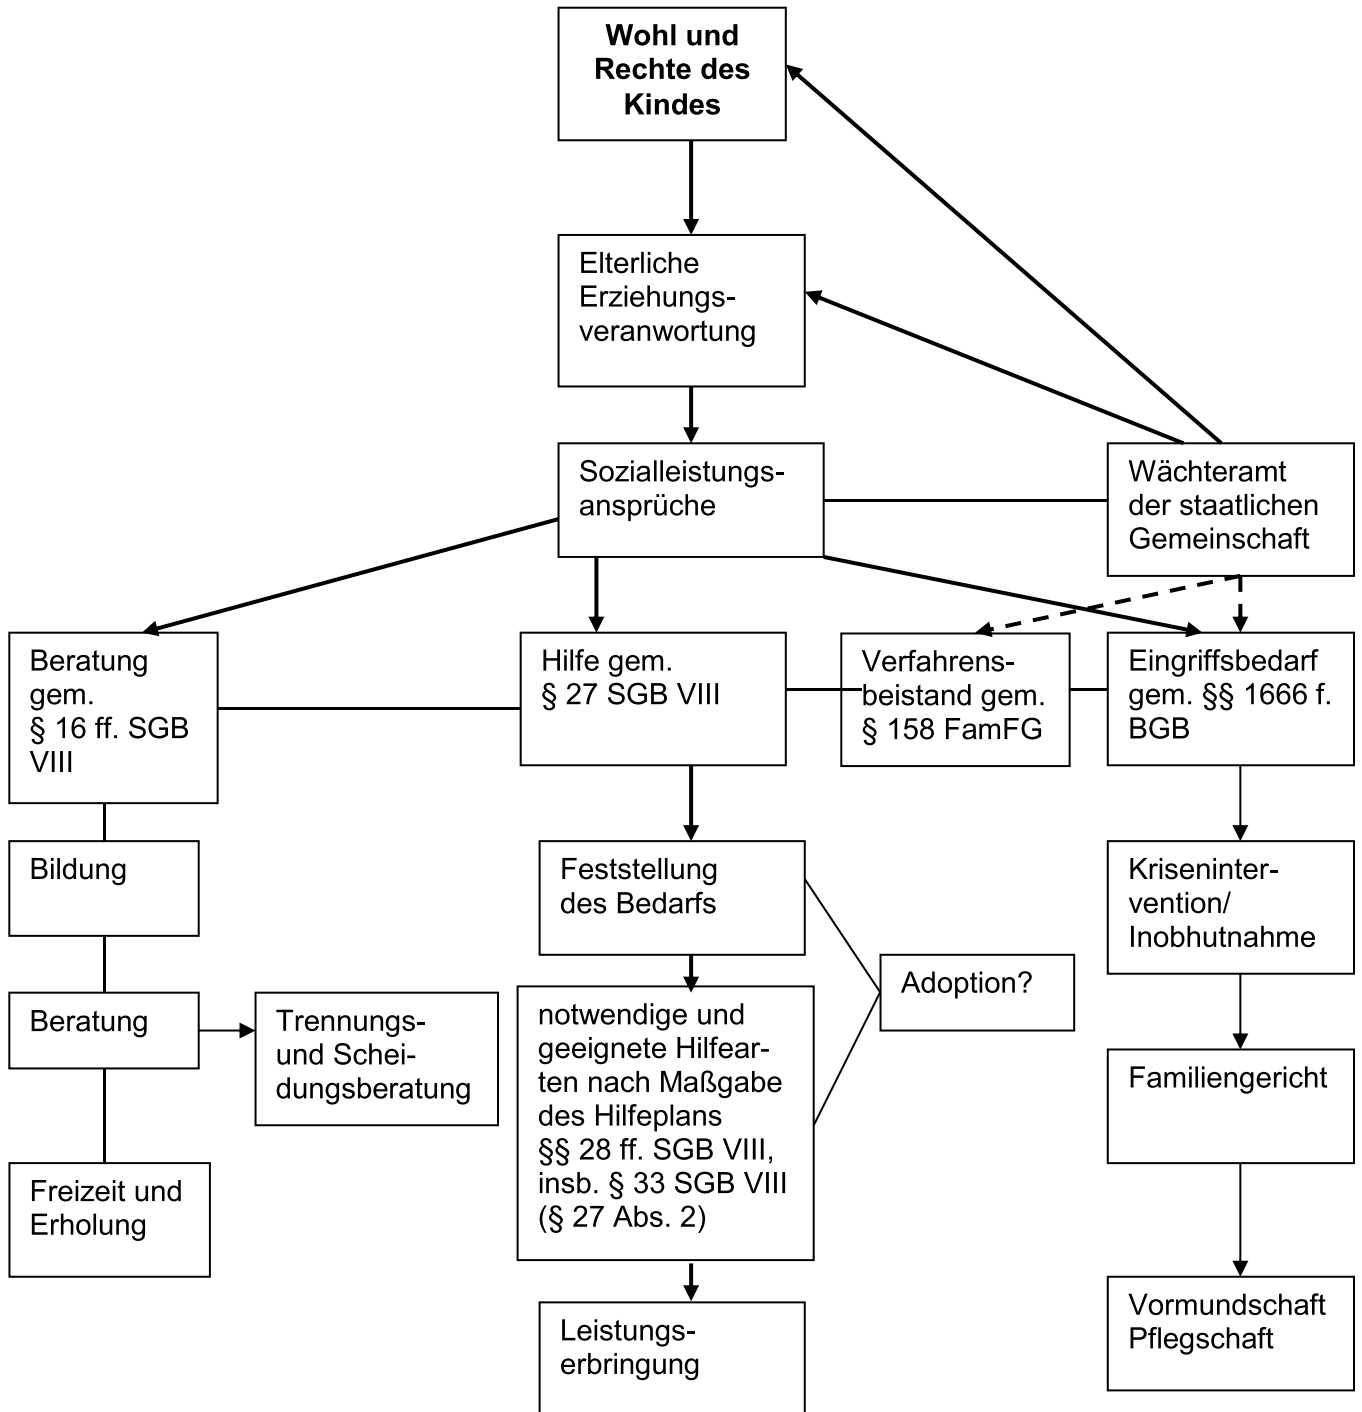 Wohl und
Rechte des
Kindes
Elterliche
Erziehungs-
veranwortung
Sozialleistungs-
ansprüche
Wächteramt
der staatlichen
Gemeinschaft
Beratung
gem.
§ 16 ff. SGB
VIII
Hilfe gem.
§ 27 SGB VIII
Verfahrens-
beistand gem.
§ 158 FamFG
Eingriffsbedarf
gem. §§ 1666 f.
BGB
Bildung
Feststellung
des Bedarfs
Kriseninter-
vention/
Inobhutnahme
Adoption?
Beratung
Trennungs-
und Schei-
dungsberatung
notwendige und
geeignete Hilfear-
ten nach Maßgabe
des Hilfeplans
§§ 28 ff. SGB VIII,
insb. § 33 SGB VIII
(§ 27 Abs. 2)
Familiengericht
Freizeit und
Erholung
Leistungs-
erbringung
Vormundschaft
Pflegschaft